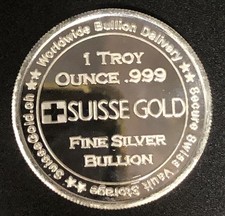 Worldwide Bullion Delivery
Secure Swiss Vault Storage
SuisseGold.ch
1 Troy
Ounce .999
SUISSE GOLD
Fine Silver
Bullion